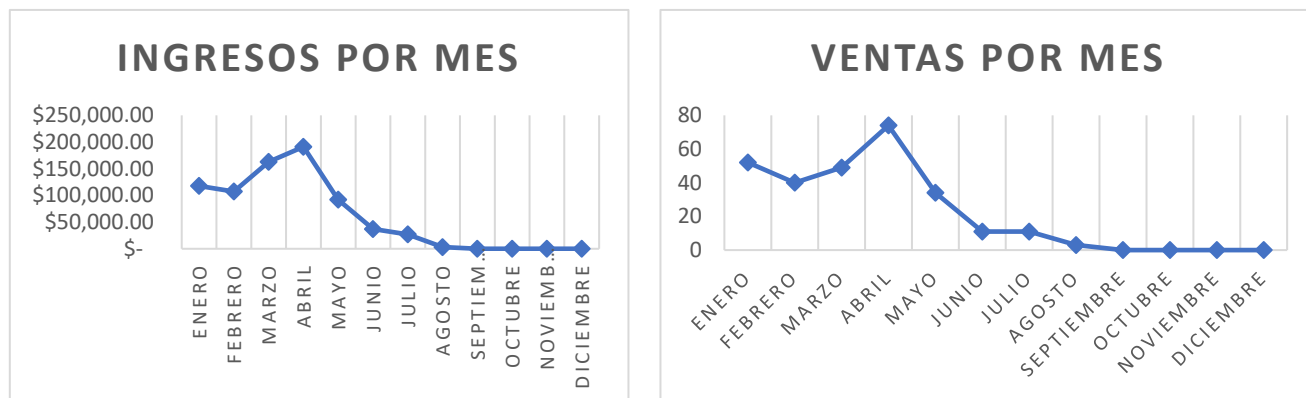 INGRESOS POR MES
$250,000.00
$200,000.00
$150,000.00
$100,000.00
$50,000.00
$-
ENERO
FEBRERO
MARZO
ABRIL
MAYO
JUNIO
JULIO
AGOSTO
SEPTIEM…
OCTUBRE
NOVIEMB…
DICIEMBRE
VENTAS POR MES
80
60
40
20
0
ENERO
FEBRERO
MARZO
ABRIL
MAYO
JUNIO
JULIO
AGOSTO
SEPTIEMBRE
OCTUBRE
NOVIEMBRE
DICIEMBRE